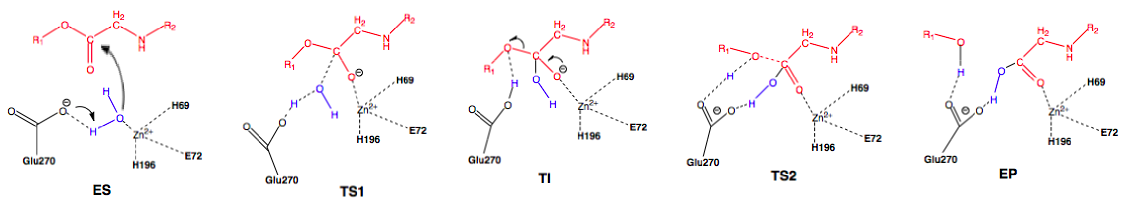 H₂
O C R₂
R₁ C N
O H
H
O ⊖
O H O H69
Zn²⁺
E72
Glu270 H196
ES
H₂
O C R₂
C N
R₁ H
O ⊖
H O H69
H
O Zn²⁺
O E72
H196
Glu270
TS1
H₂
C R₂
O C N
H
R₁ O O ⊖
H H H69
O Zn²⁺
O E72
H196
Glu270
TI
H₂
C R₂
R₁ O C N
H
H O O
H H69
O O ⊖ H Zn²⁺
E72
H196
Glu270
TS2
H₂
R₁ O C R₂
O C N
H H
O
H H69
O ⊖ O Zn²⁺
E72
H196
Glu270
EP